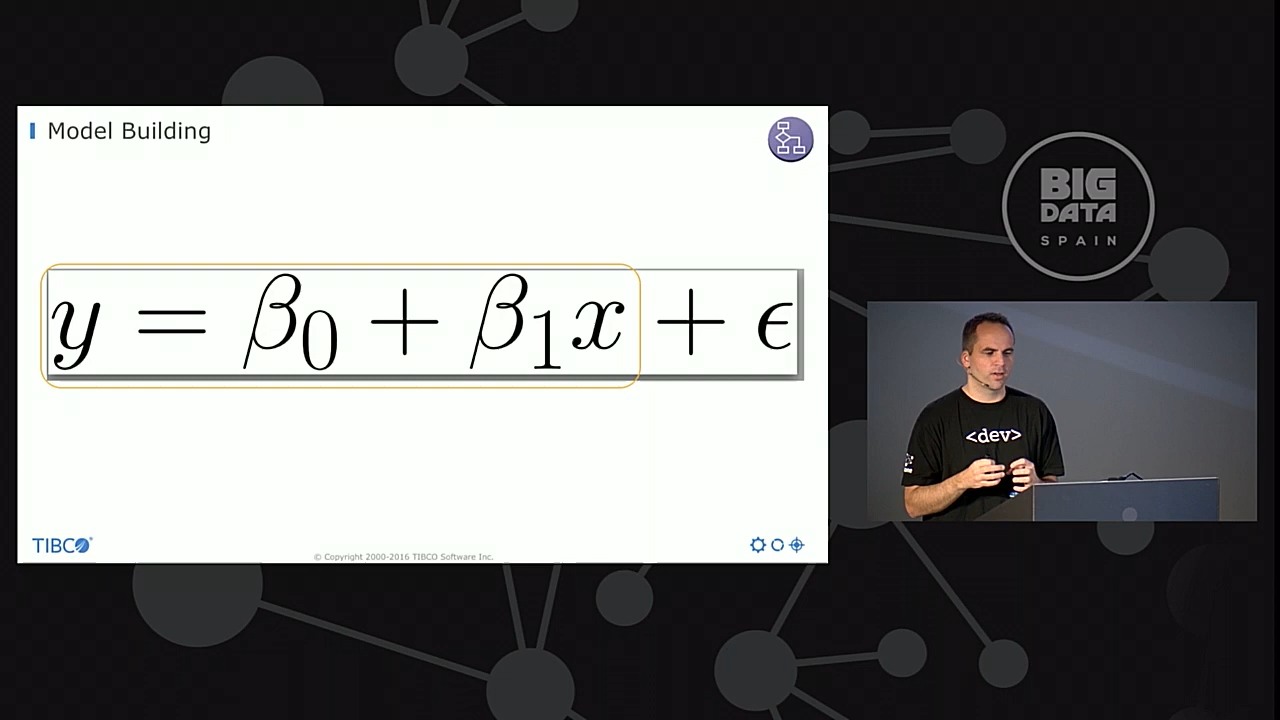 Model Building
y = β₀ + β₁x + ϵ
TIBCO
© Copyright 2000-2016 TIBCO Software Inc.
BIG
DATA
SPAIN
<dev>